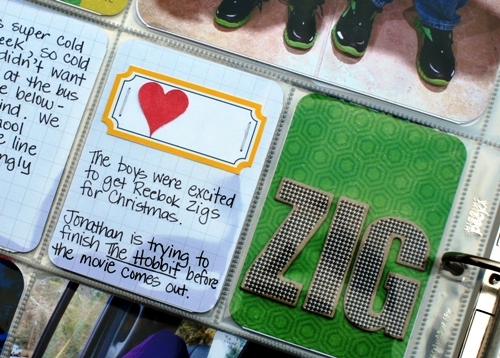 s super cold
eek, so cold
didn't want
at the bus
below-
ind. We
ool
e line
ngly
The boys were excited
to get Reebok Zigs
for Christmas.
Jonathan is trying to
finish The Hobbit before
the movie comes out.
ZIG